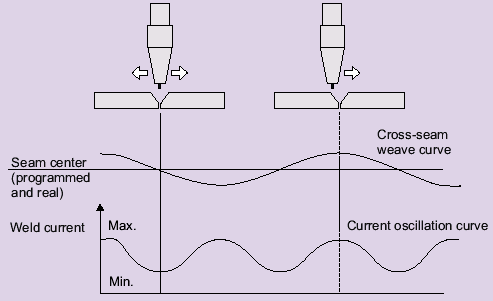 Cross-seam
weave curve
Seam center
(programmed
and real)
Weld current
Max.
Current oscillation curve
Min.